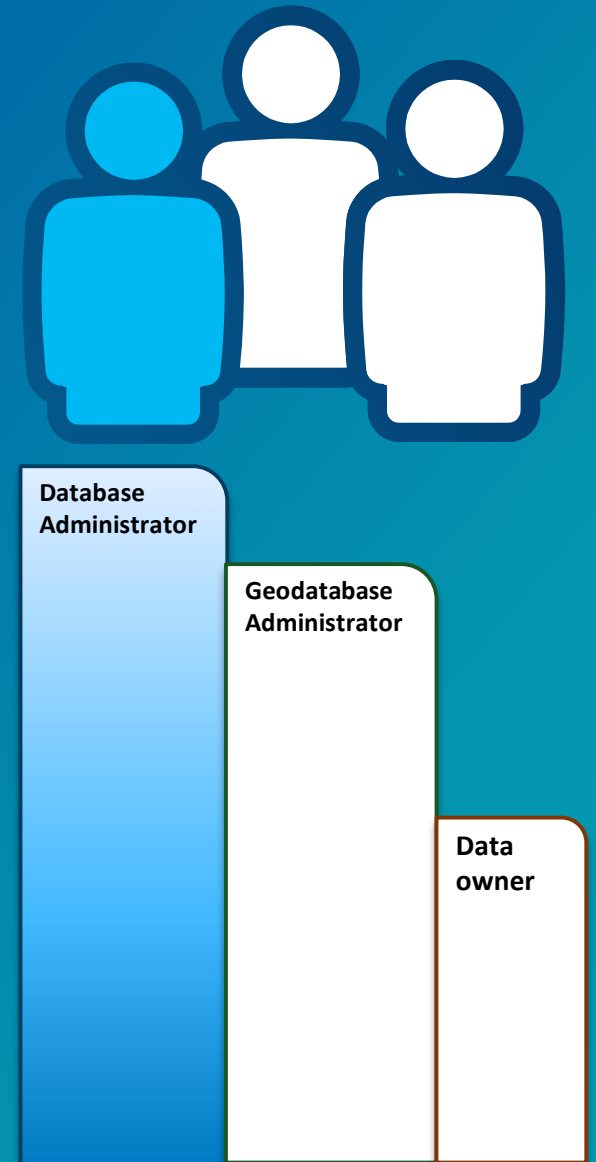 Database
Administrator
Geodatabase
Administrator
Data
owner